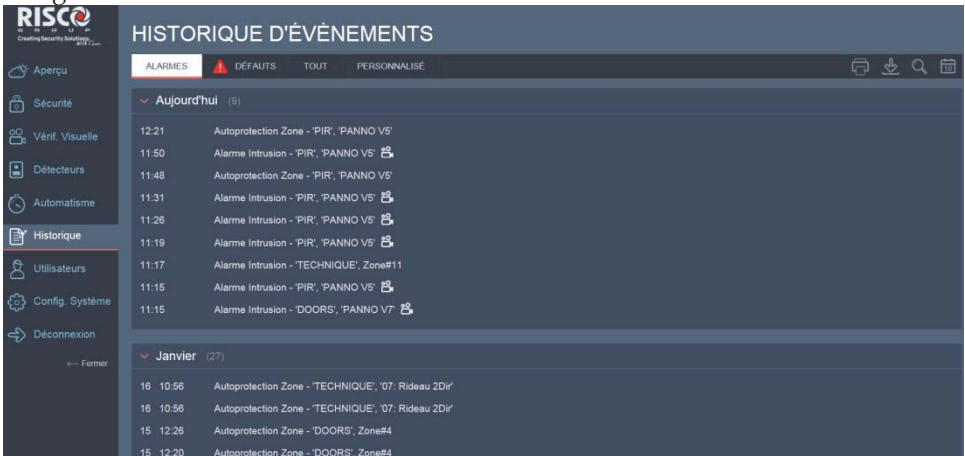 RISCO
GROUP
Creating Security Solutions.
HISTORIQUE D'ÉVÈNEMENTS
ALARMES DÉFAUTS TOUT PERSONNALISÉ
Aperçu
Sécurité
Vérif. Visuelle
Détecteurs
Automatisme
Historique
Utilisateurs
Config. Système
Déconnexion
← Fermer
Aujourd'hui (9)
12:21 Autoprotection Zone - 'PIR', 'PANNO V5'
11:50 Alarme Intrusion - 'PIR', 'PANNO V5'
11:48 Autoprotection Zone - 'PIR', 'PANNO V5'
11:31 Alarme Intrusion - 'PIR', 'PANNO V5'
11:26 Alarme Intrusion - 'PIR', 'PANNO V5'
11:19 Alarme Intrusion - 'PIR', 'PANNO V5'
11:17 Alarme Intrusion - 'TECHNIQUE', Zone#11
11:15 Alarme Intrusion - 'PIR', 'PANNO V5'
11:15 Alarme Intrusion - 'DOORS', 'PANNO V7'
Janvier (27)
16 10:56 Autoprotection Zone - 'TECHNIQUE', '07: Rideau 2Dir'
16 10:56 Autoprotection Zone - 'TECHNIQUE', '07: Rideau 2Dir'
15 12:26 Autoprotection Zone - 'DOORS', Zone#4
15 12:20 Autoprotection Zone - 'DOORS', Zone#4